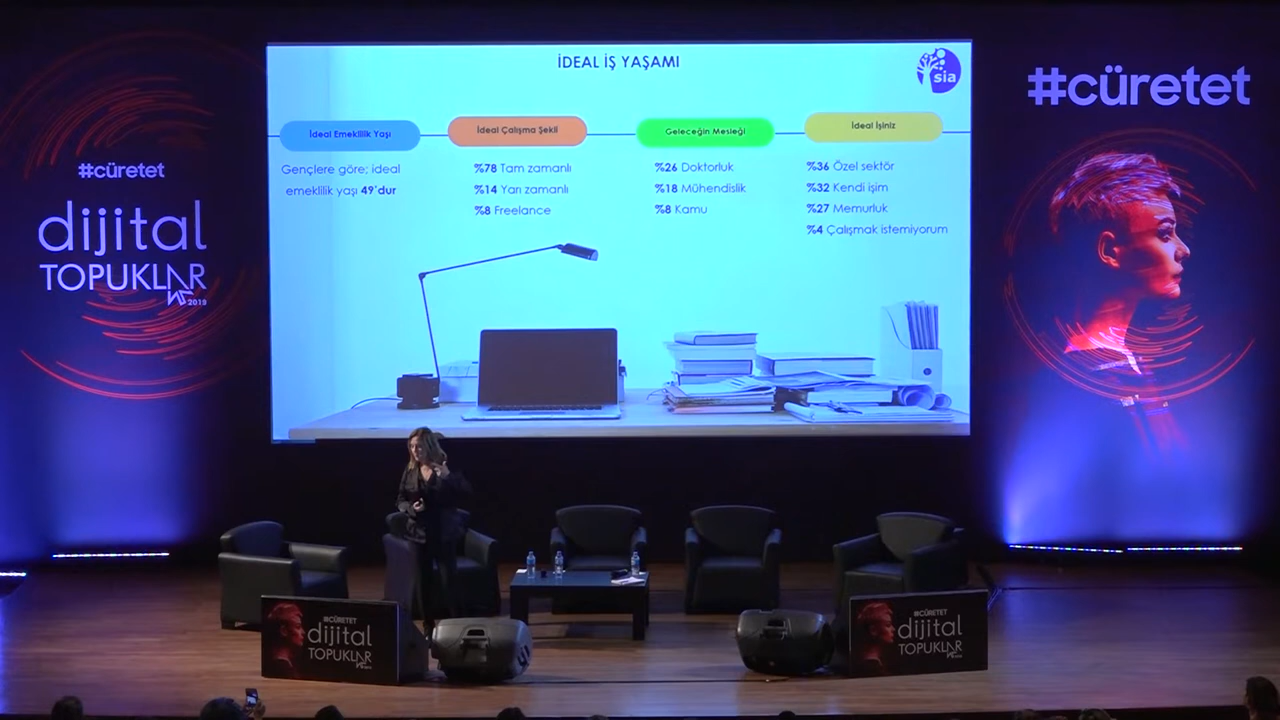 #cüretet
dijital
TOPUKLAR
2019
İDEAL İŞ YAŞAMI
sia
İdeal Emeklilik Yaşı
Gençlere göre; ideal
emeklilik yaşı 49'dur
İdeal Çalışma Şekli
%78 Tam zamanlı
%14 Yarı zamanlı
%8 Freelance
Geleceğin Mesleği
%26 Doktorluk
%18 Mühendislik
%8 Kamu
İdeal İşiniz
%36 Özel sektör
%32 Kendi işim
%27 Memurluk
%4 Çalışmak istemiyorum
#cüretet
#CÜRETET
dijital
TOPUKLAR
#CÜRETET
dijital
TOPUKLAR